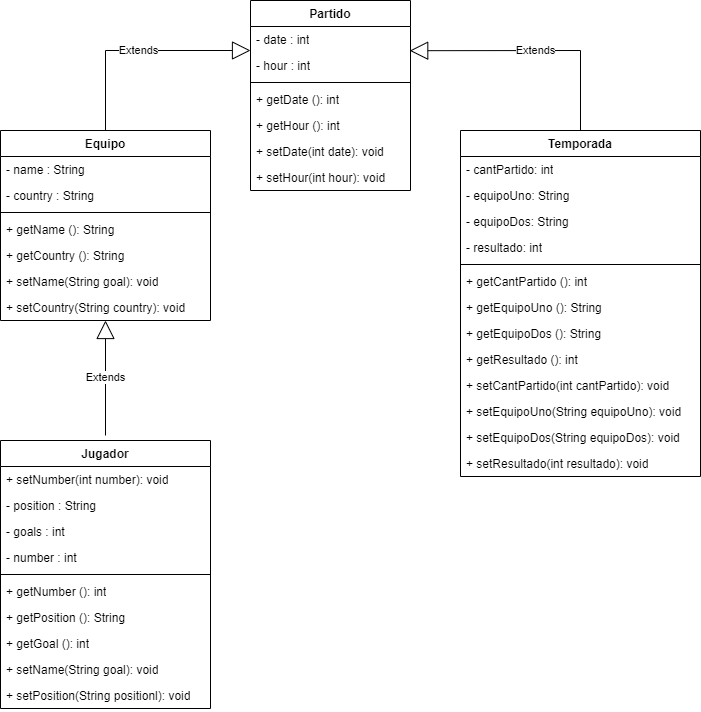 Partido
- date : int
- hour : int
+ getDate (): int
+ getHour (): int
+ setDate(int date): void
+ setHour(int hour): void
Extends
Extends
Equipo
- name : String
- country : String
+ getName (): String
+ getCountry (): String
+ setName(String goal): void
+ setCountry(String country): void
Temporada
- cantPartido: int
- equipoUno: String
- equipoDos: String
- resultado: int
+ getCantPartido (): int
+ getEquipoUno (): String
+ getEquipoDos (): String
+ getResultado (): int
+ setCantPartido(int cantPartido): void
+ setEquipoUno(String equipoUno): void
+ setEquipoDos(String equipoDos): void
+ setResultado(int resultado): void
Extends
Jugador
+ setNumber(int number): void
- position : String
- goals : int
- number : int
+ getNumber (): int
+ getPosition (): String
+ getGoal (): int
+ setName(String goal): void
+ setPosition(String positionl): void